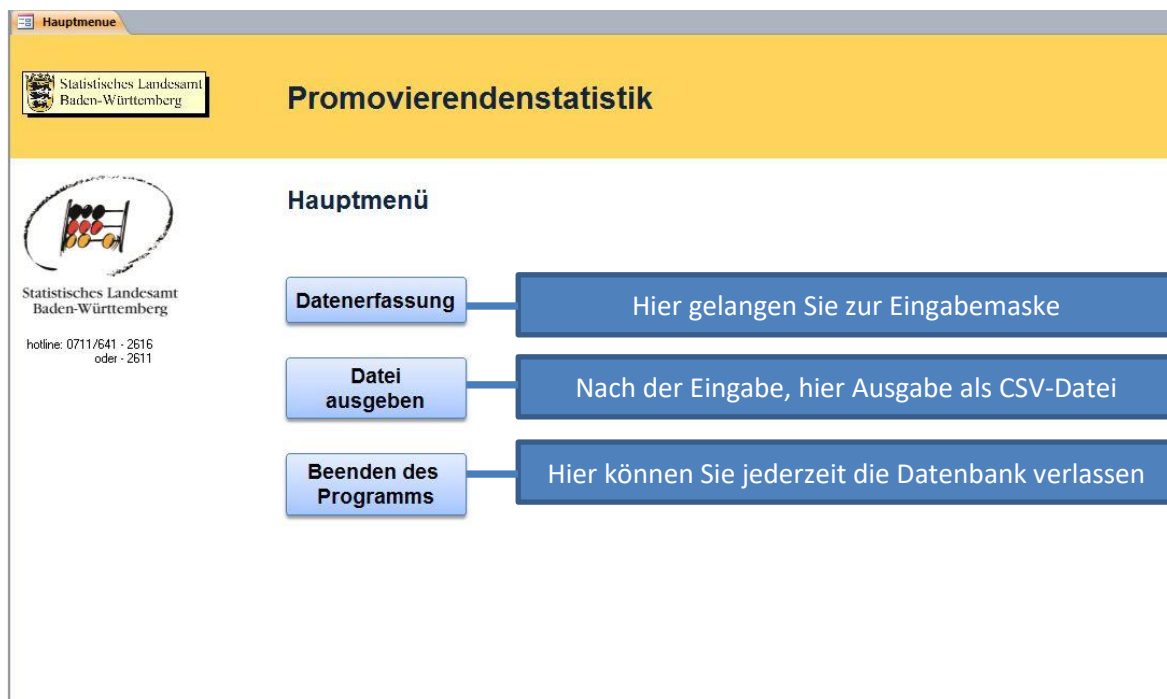 Hauptmenue
Statistisches Landesamt
Baden-Württemberg
Promovierendenstatistik
Statistisches Landesamt
Baden-Württemberg
hotline: 0711/641 - 2616
oder - 2611
Hauptmenü
Datenerfassung
Hier gelangen Sie zur Eingabemaske
Datei
ausgeben
Nach der Eingabe, hier Ausgabe als CSV-Datei
Beenden des
Programms
Hier können Sie jederzeit die Datenbank verlassen